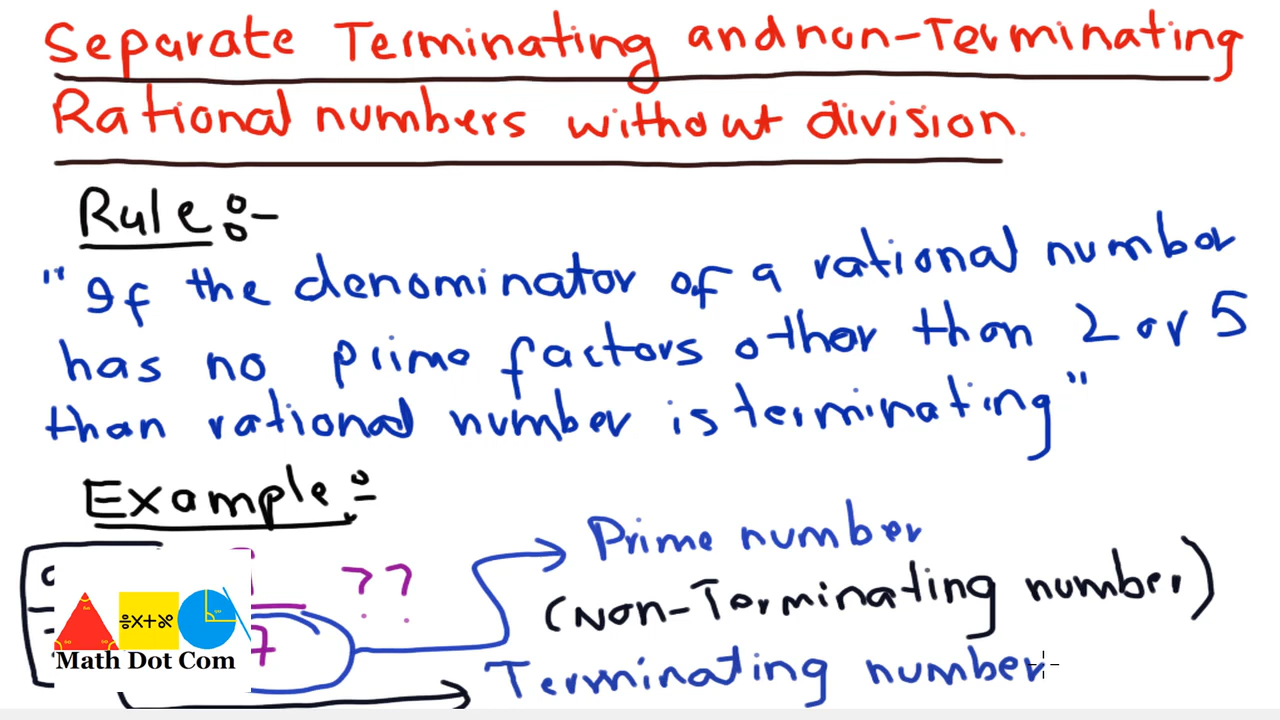 Separate Terminating and non-Terminating
Rational numbers without division.
Rule:-
"If the denominator of a rational number
has no prime factors other than 2 or 5
than rational number is terminating"
Example:-
Prime number
??
(Non-Terminating number)
7
÷×+%
Math Dot Com
Terminating number